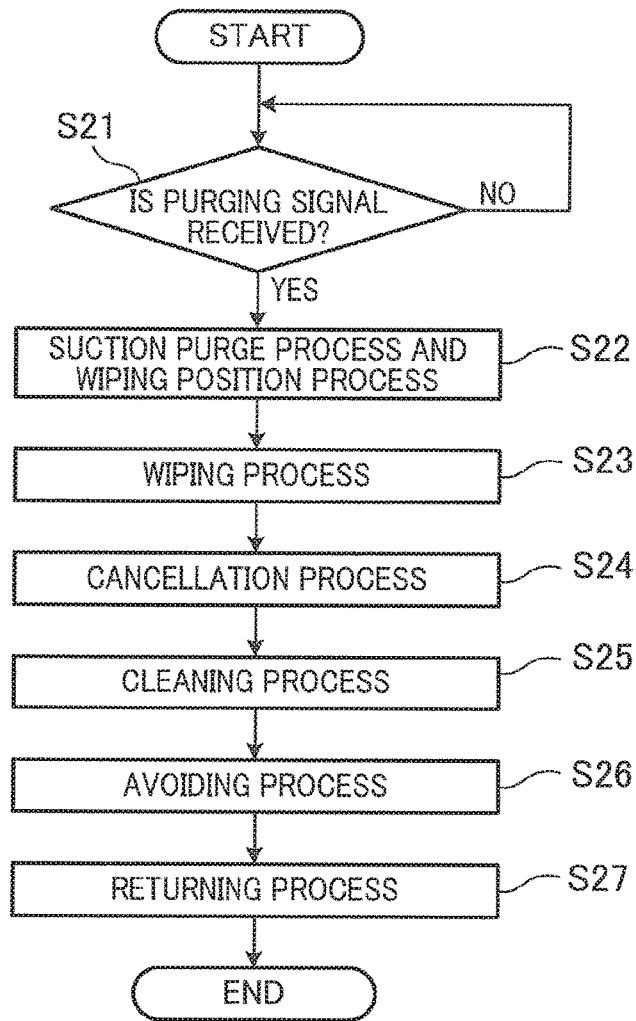 START
S21
IS PURGING SIGNAL
RECEIVED?
NO
YES
SUCTION PURGE PROCESS AND
WIPING POSITION PROCESS
S22
WIPING PROCESS
S23
CANCELLATION PROCESS
S24
CLEANING PROCESS
S25
AVOIDING PROCESS
S26
RETURNING PROCESS
S27
END